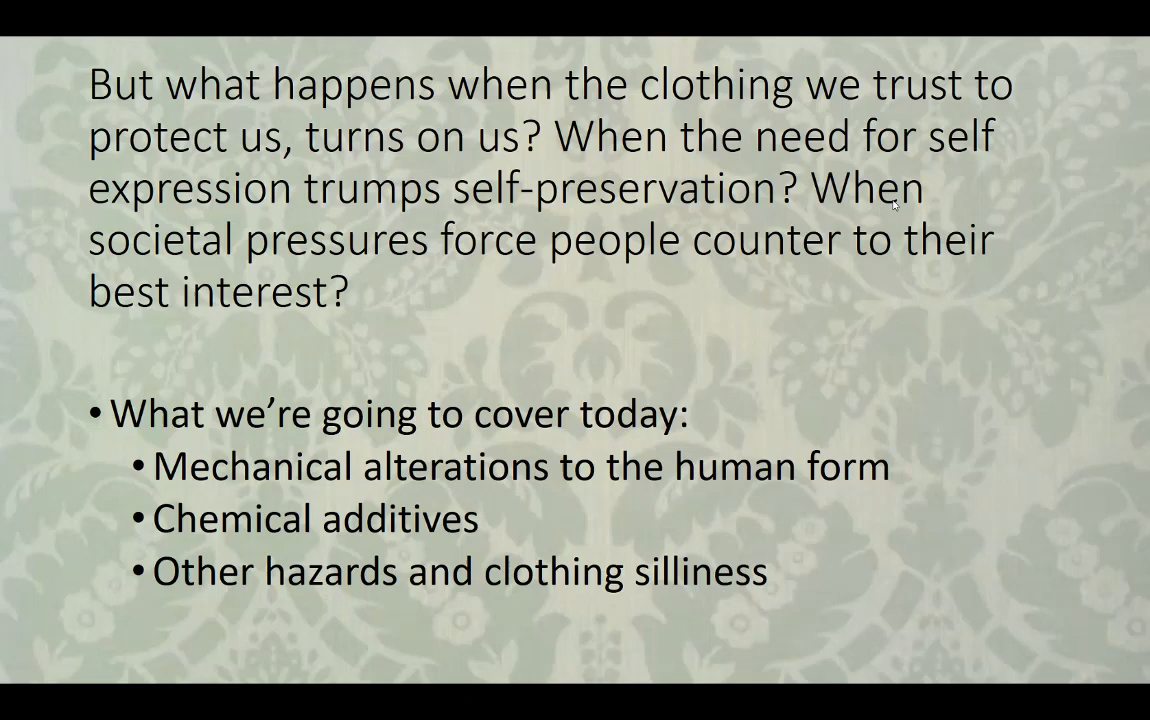 But what happens when the clothing we trust to
protect us, turns on us? When the need for self
expression trumps self-preservation? When
societal pressures force people counter to their
best interest?
• What we’re going to cover today:
• Mechanical alterations to the human form
• Chemical additives
• Other hazards and clothing silliness